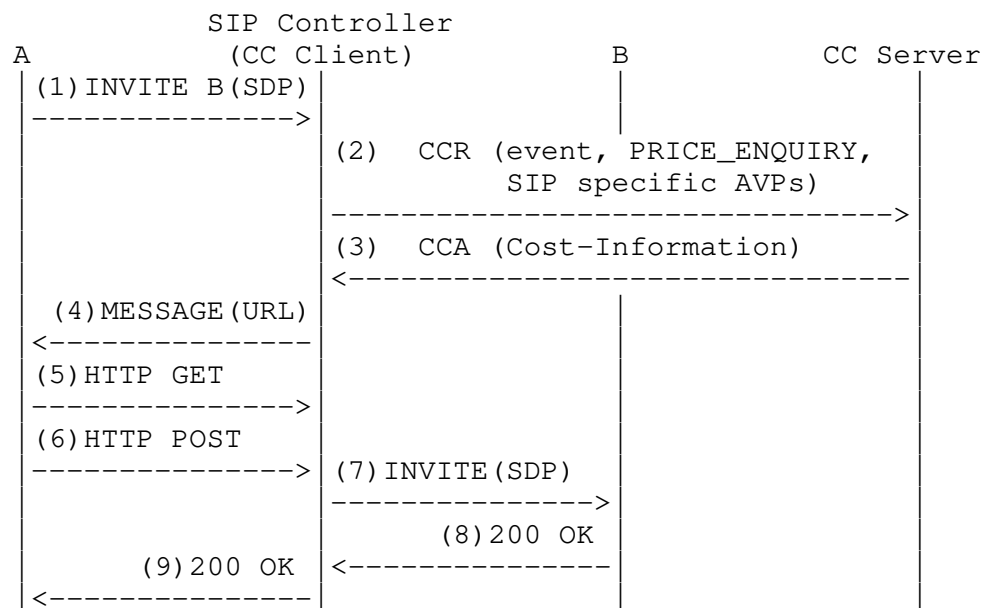 SIP Controller
A (CC Client) B CC Server
(1)INVITE B(SDP)
(2) CCR (event, PRICE_ENQUIRY,
SIP specific AVPs)
(3) CCA (Cost-Information)
(4)MESSAGE(URL)
(5)HTTP GET
(6)HTTP POST
(7)INVITE(SDP)
(8)200 OK
(9)200 OK